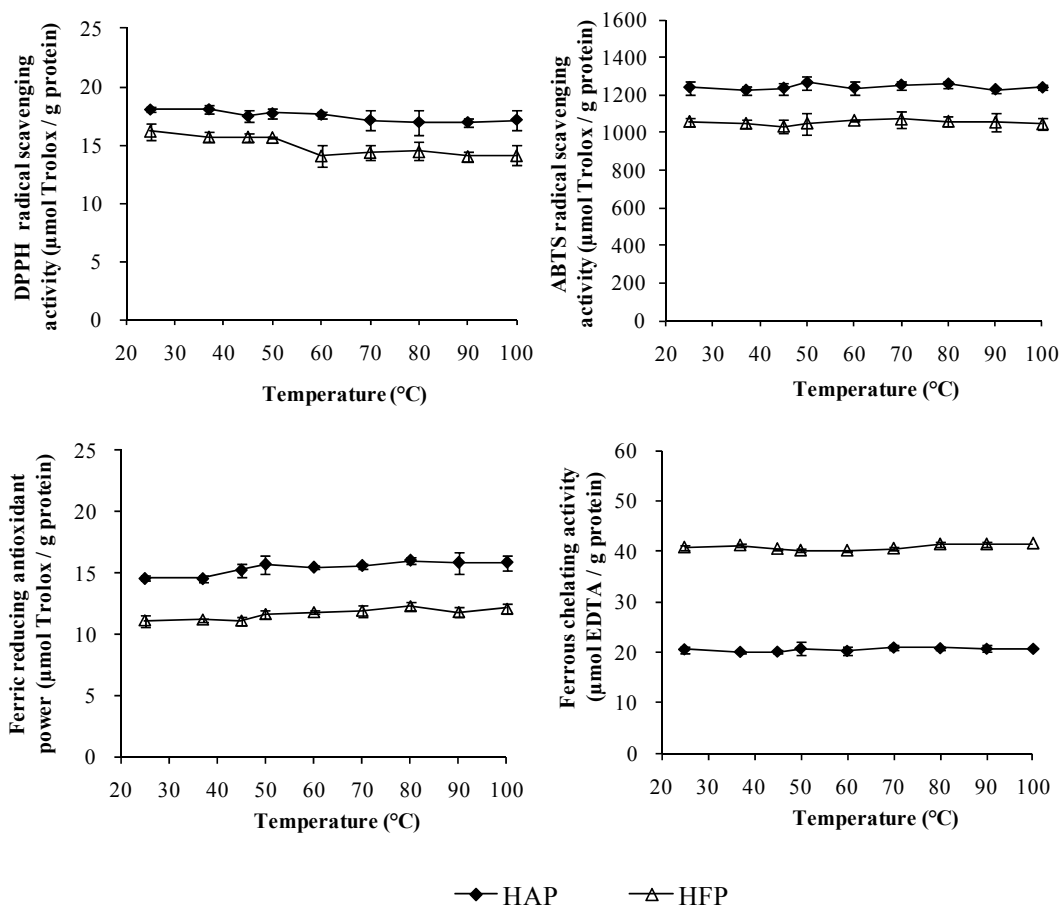 DPPH radical scavenging
activity (µmol Trolox / g protein)
25
20
15
10
5
0
20 30 40 50 60 70 80 90 100
Temperature (°C)
ABTS radical scavenging
activity (µmol Trolox / g protein)
1600
1400
1200
1000
800
600
400
200
0
20 30 40 50 60 70 80 90 100
Temperature (°C)
Ferric reducing antioxidant
power (µmol Trolox / g protein)
25
20
15
10
5
0
20 30 40 50 60 70 80 90 100
Temperature (°C)
Ferrous chelating activity
(µmol EDTA / g protein)
60
50
40
30
20
10
0
20 30 40 50 60 70 80 90 100
Temperature (°C)
HAP HFP